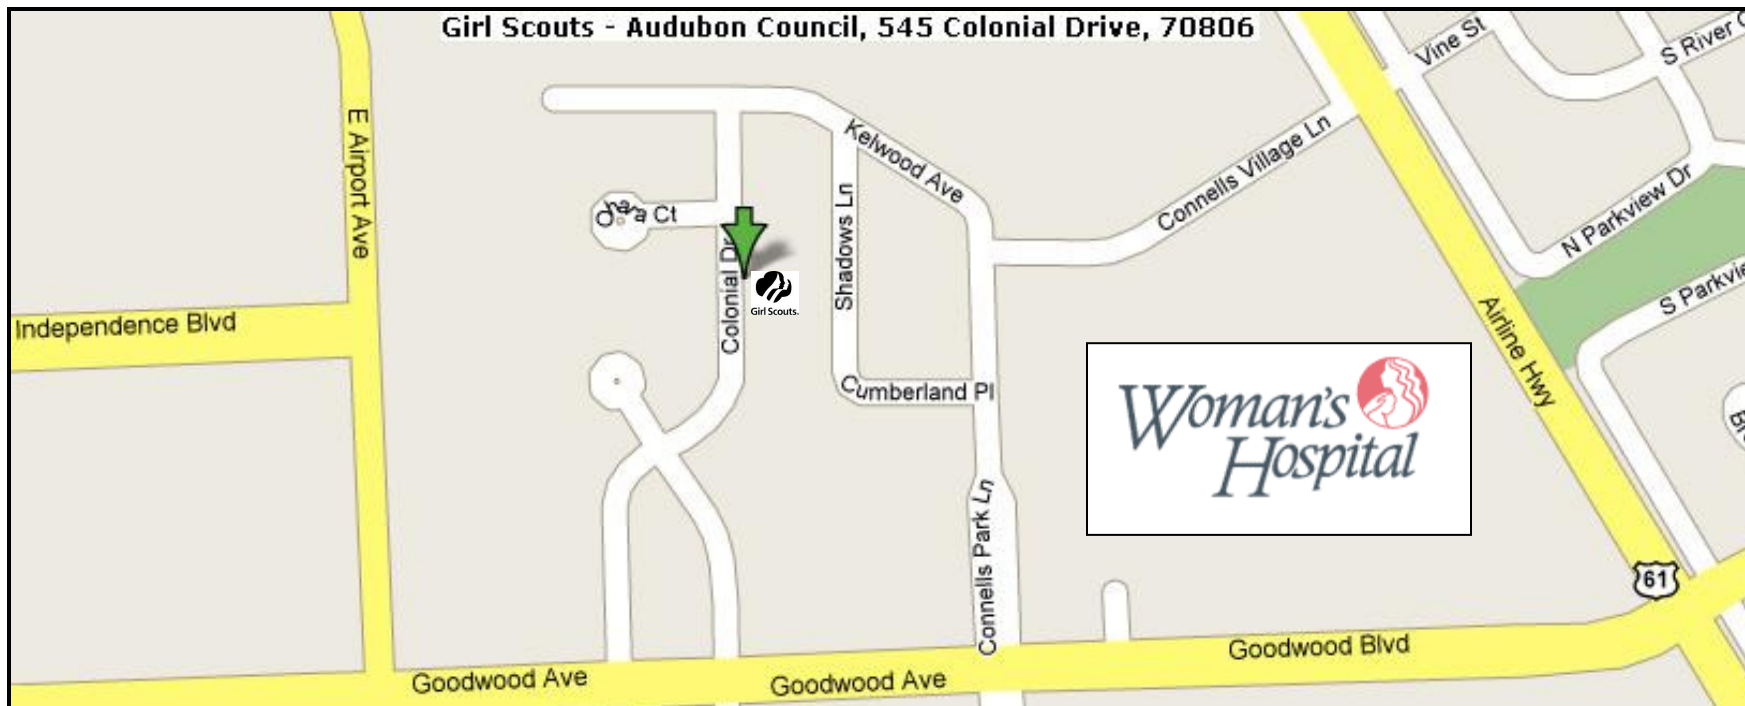 Girl Scouts - Audubon Council, 545 Colonial Drive, 70806
Vine St
S River
E Airport Ave
Kelwood Ave
Connells Village Ln
Ohara Ct
N Parkview Dr
Shadows Ln
Colonial Dr
Girl Scouts.
S Parkvie
Independence Blvd
Airline Hwy
Cumberland Pl
Woman's
Hospital
Connells Park Ln
61
Goodwood Blvd
Goodwood Ave
Goodwood Ave